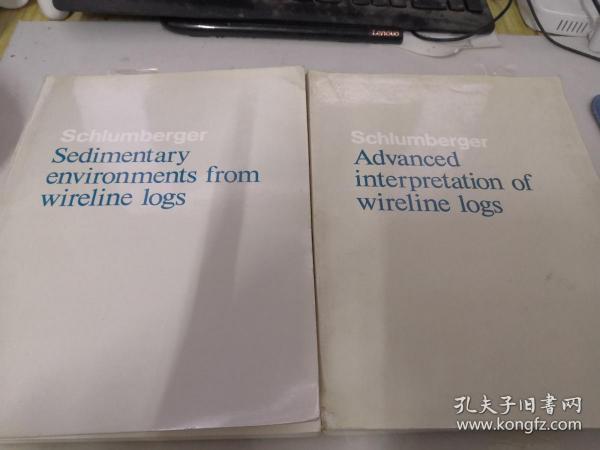 Lenovo
Schlumberger
Sedimentary
environments from
wireline logs
Schlumberger
Advanced
interpretation of
wireline logs
孔夫子旧书网
www.kongfz.com